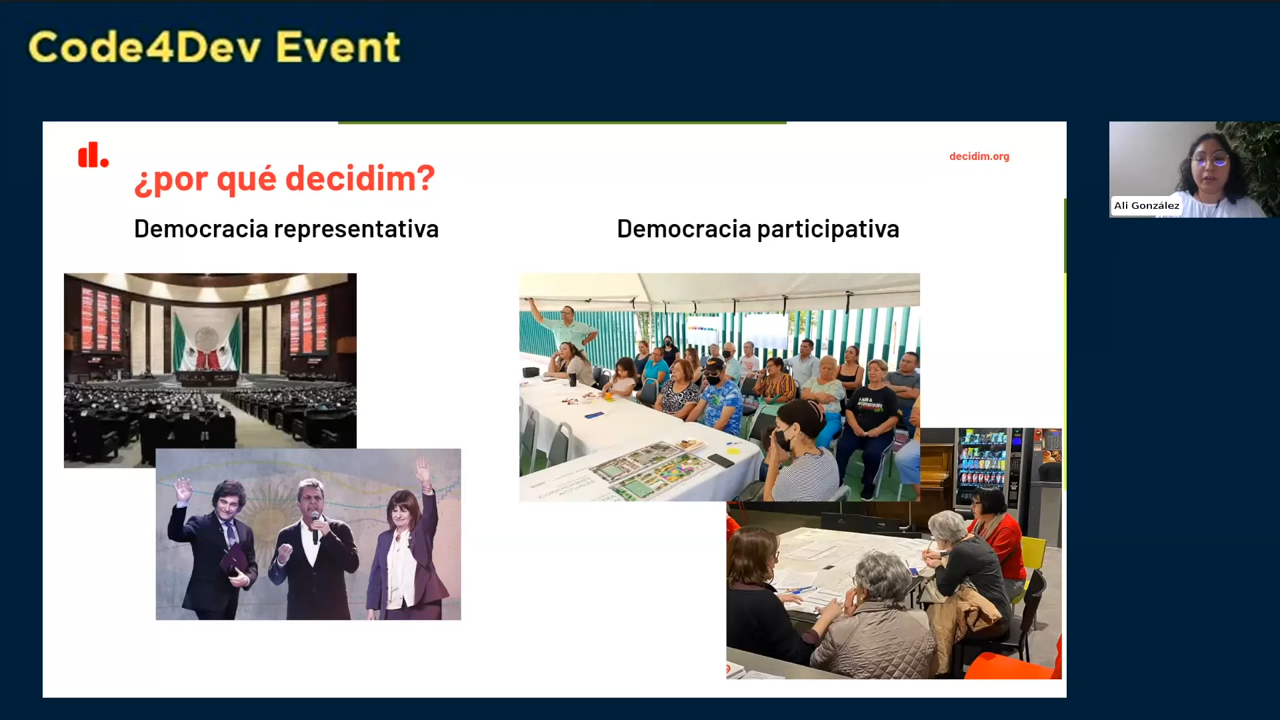 Code4Dev Event
decidim.org
¿por qué decidim?
Democracia representativa
Democracia participativa
Ali González